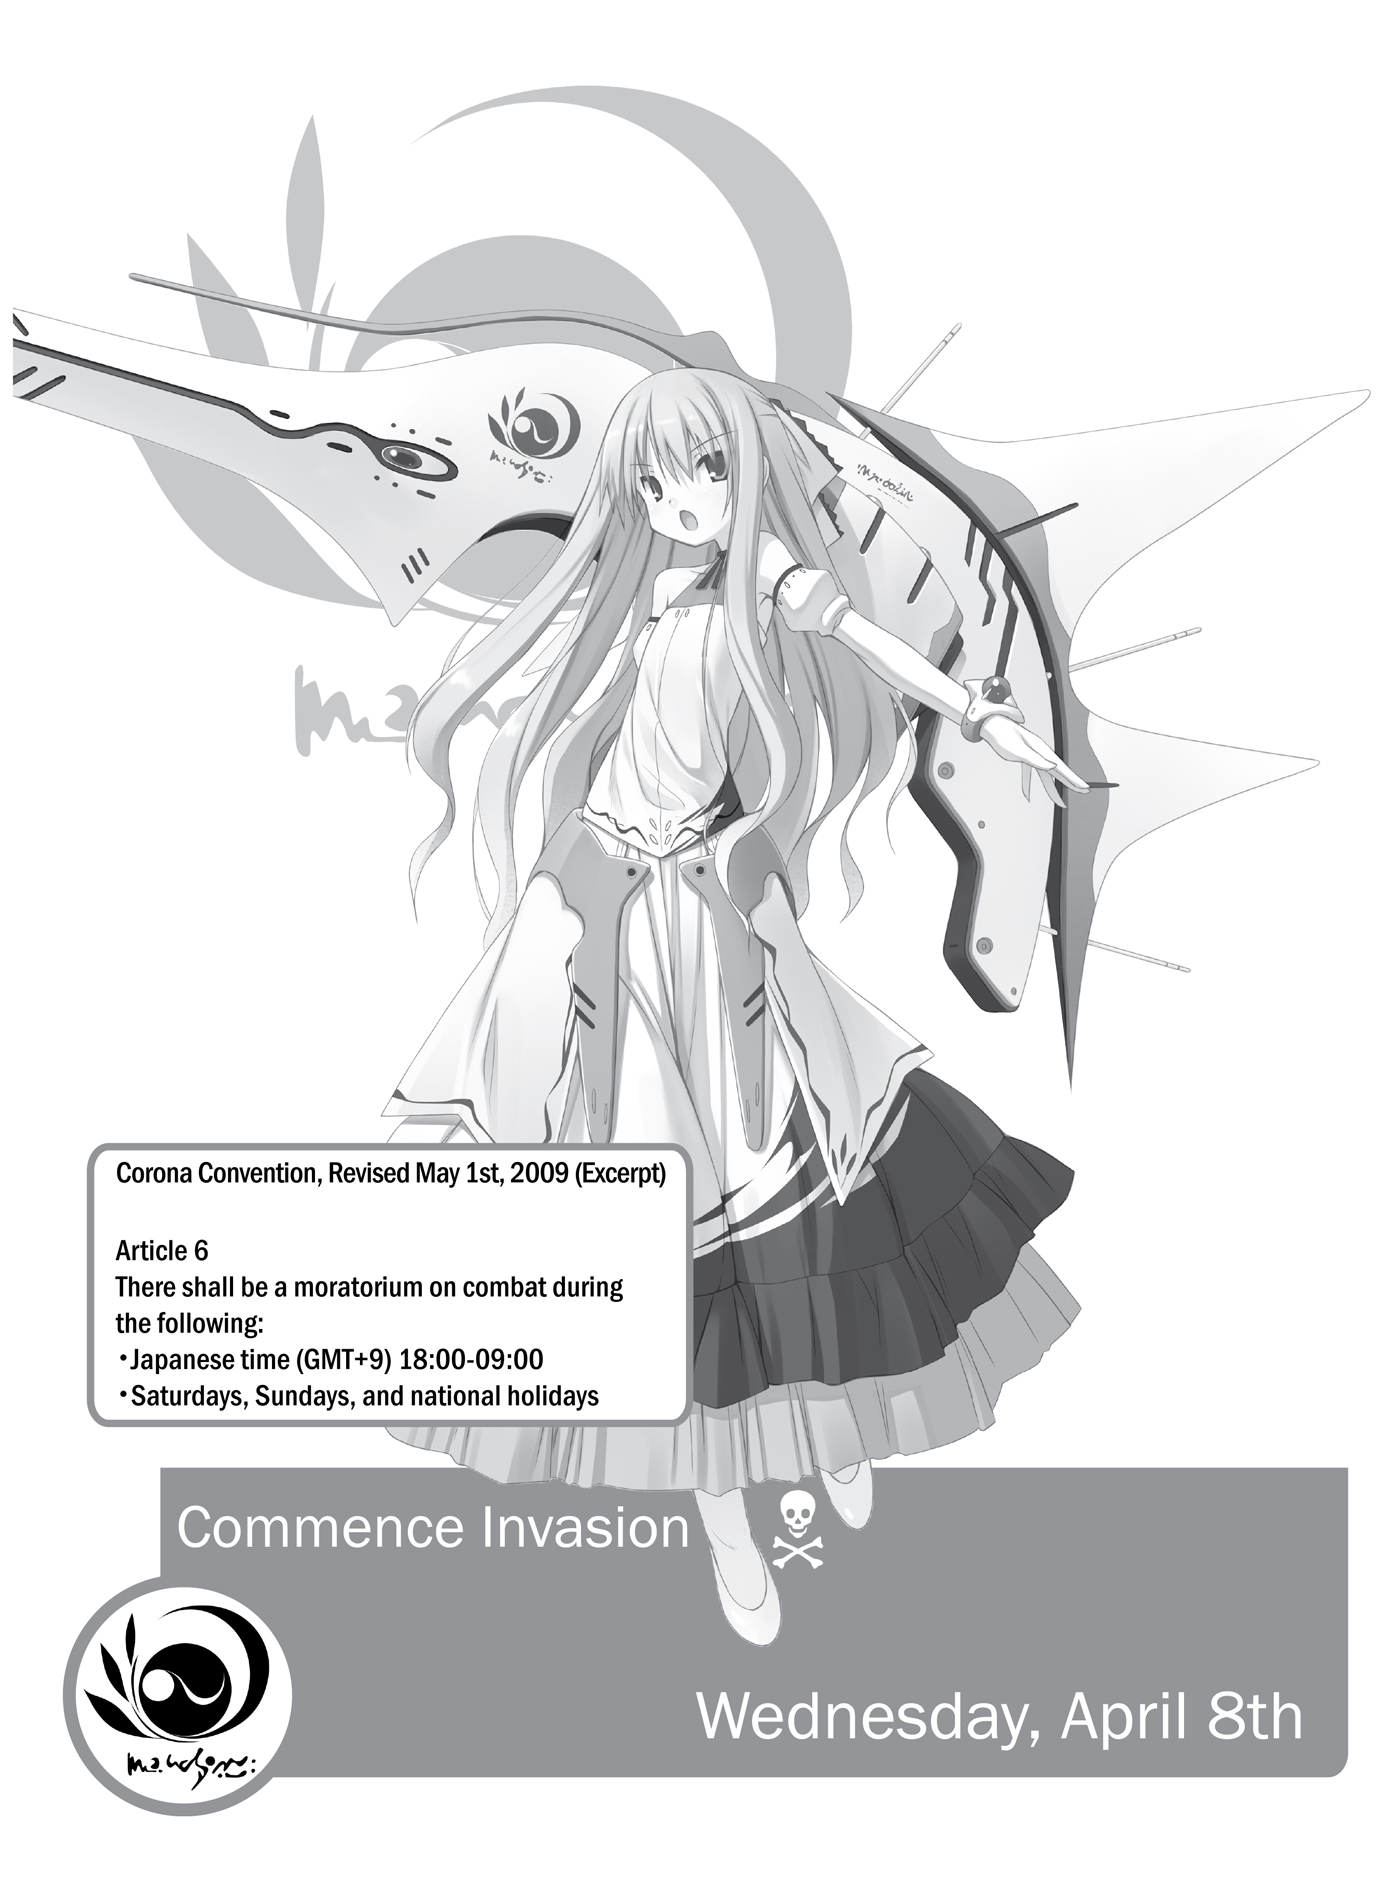 Corona Convention, Revised May 1st, 2009 (Excerpt)
Article 6
There shall be a moratorium on combat during
the following:
・Japanese time (GMT+9) 18:00-09:00
・Saturdays, Sundays, and national holidays
Commence Invasion
Wednesday, April 8th